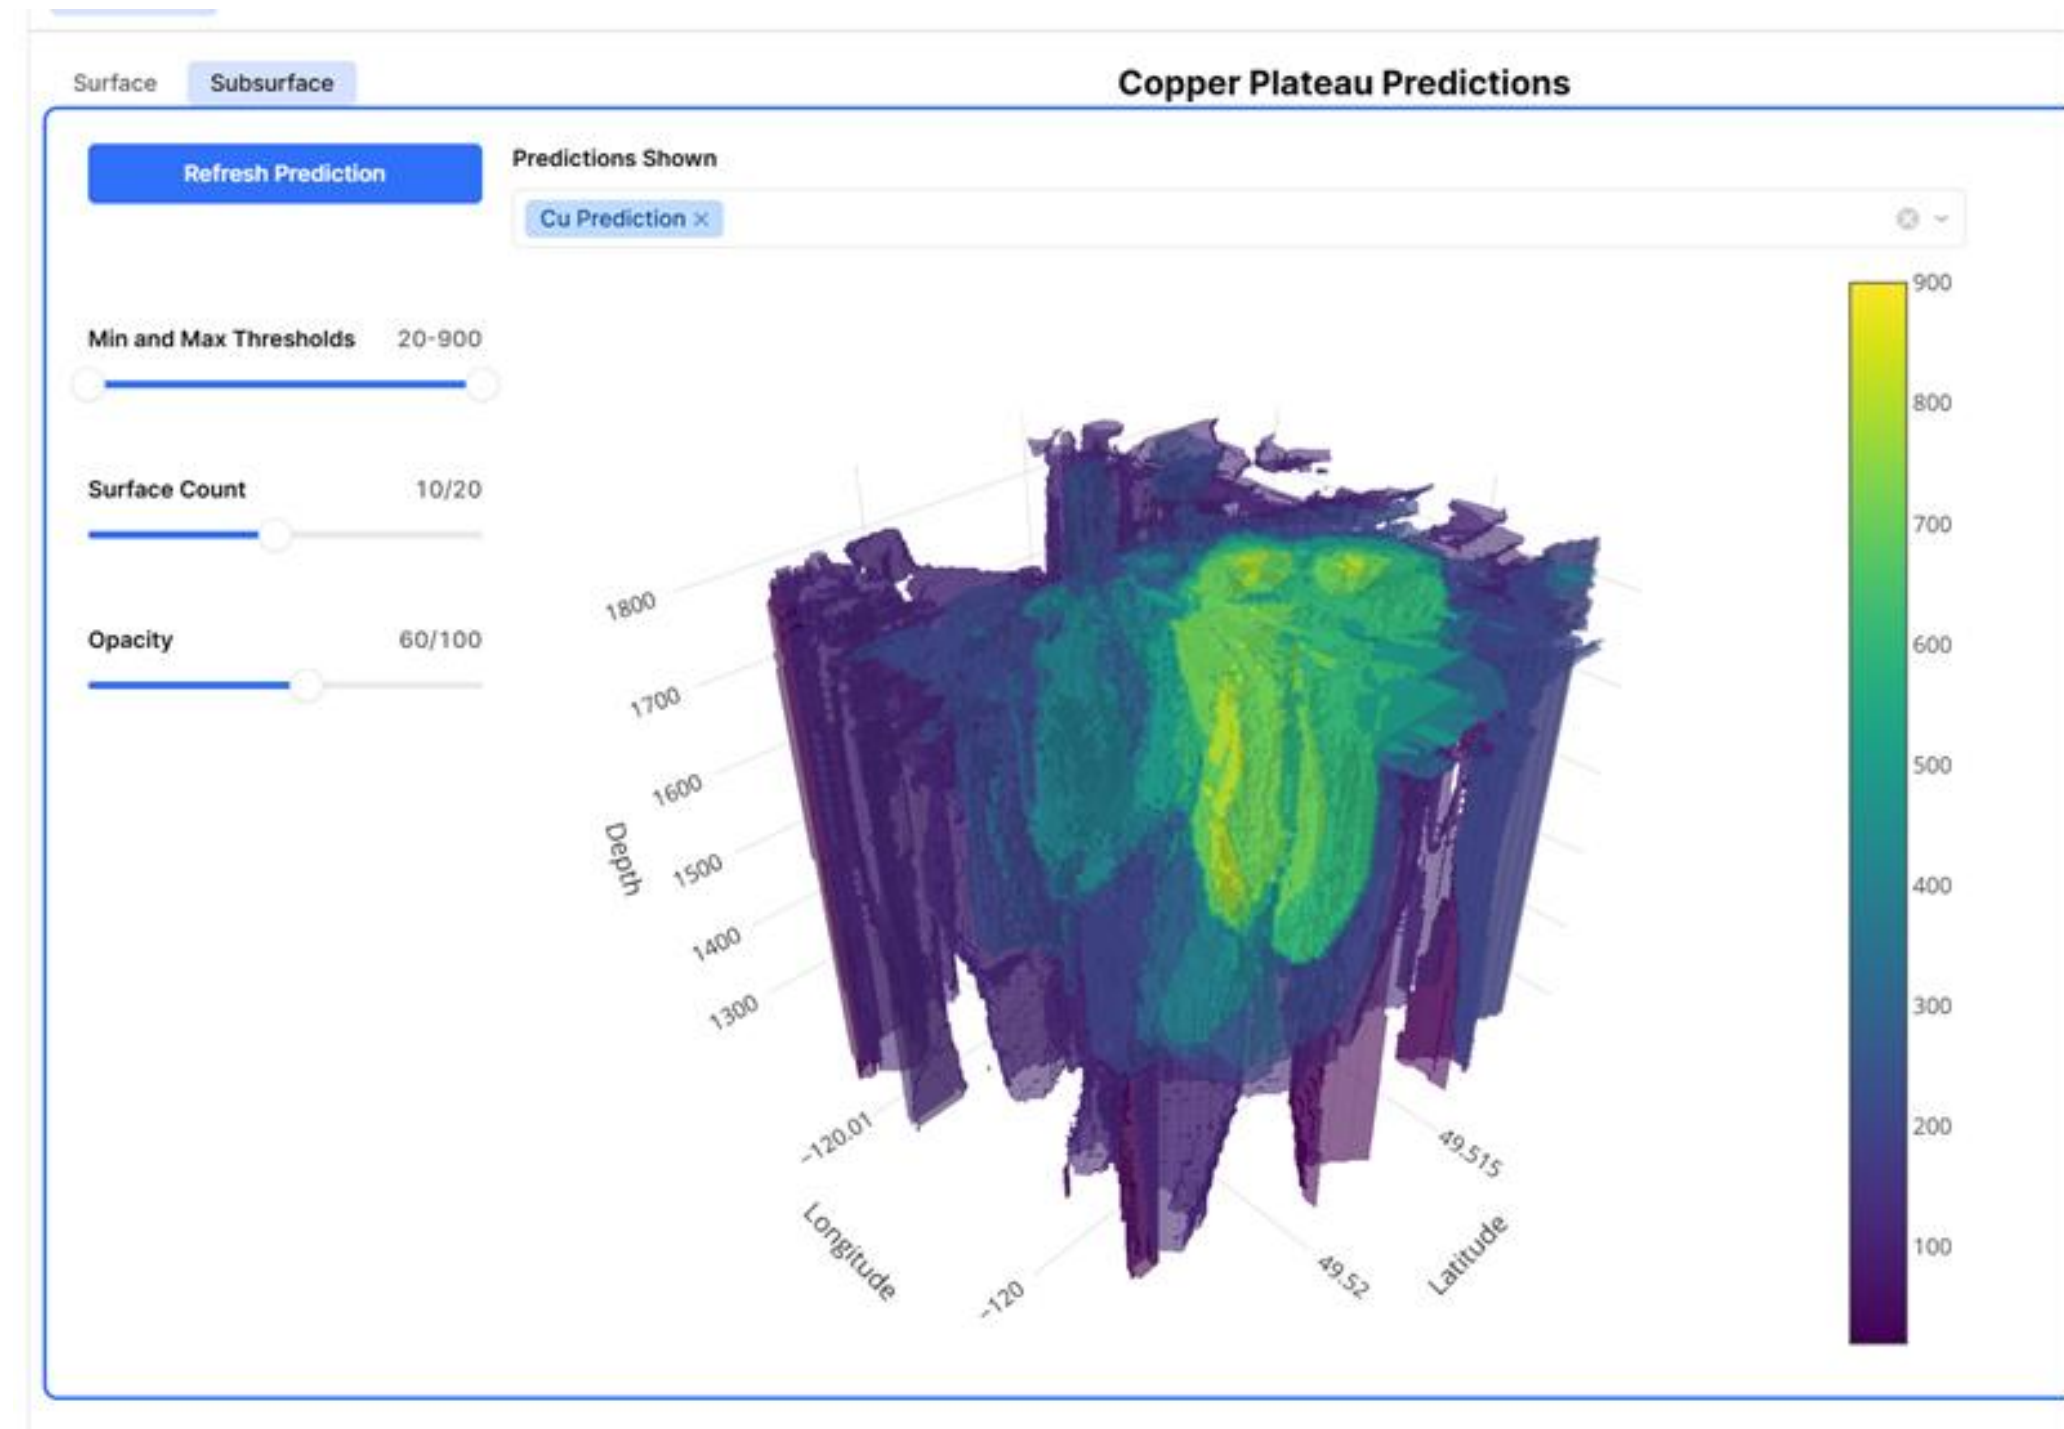 Surface Subsurface
Copper Plateau Predictions
Refresh Prediction
Predictions Shown
Cu Prediction ×
Min and Max Thresholds 20-900
Surface Count 10/20
Opacity 60/100
1800
1700
1600
1500
1400
1300
Depth
-120.01
-120
Longitude
49.515
49.52
Latitude
900
800
700
600
500
400
300
200
100